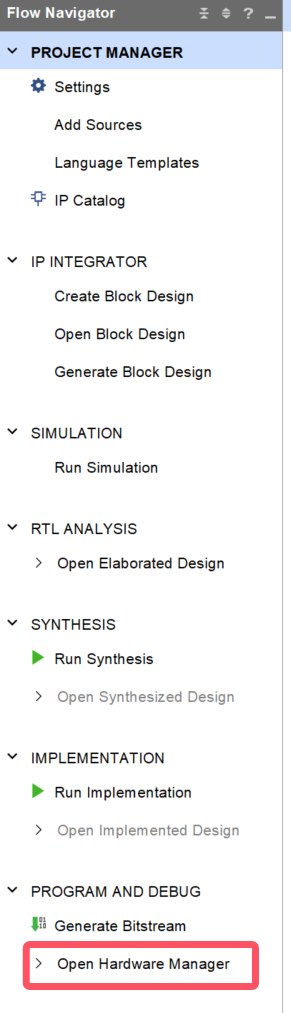 Flow Navigator
PROJECT MANAGER
Settings
Add Sources
Language Templates
IP Catalog
IP INTEGRATOR
Create Block Design
Open Block Design
Generate Block Design
SIMULATION
Run Simulation
RTL ANALYSIS
Open Elaborated Design
SYNTHESIS
Run Synthesis
Open Synthesized Design
IMPLEMENTATION
Run Implementation
Open Implemented Design
PROGRAM AND DEBUG
Generate Bitstream
Open Hardware Manager